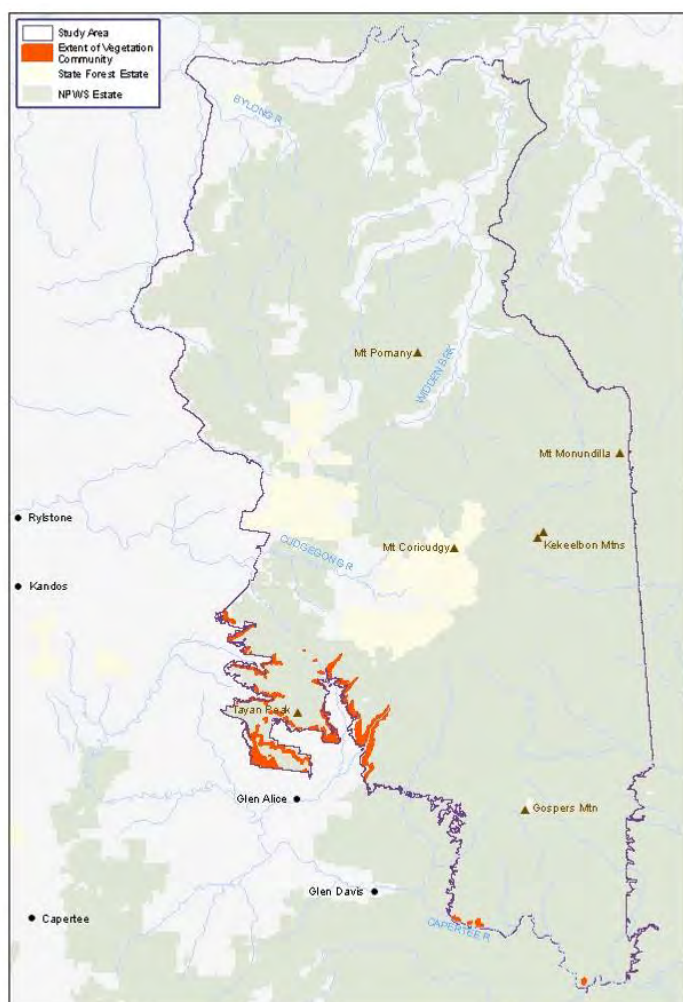 Study Area
Extent of Vegetation
Community
State Forest Estate
NPWS Estate
BYLONG R
Mt Pomany
WIDDEN BRK
Mt Monundilla
Rylstone
CUDGEGONG R
Mt Coricudgy
Kekeelbon Mtns
Kandos
Tayan Peak
Glen Alice
Gospers Mtn
Glen Davis
Capertee
CAPERTEE R